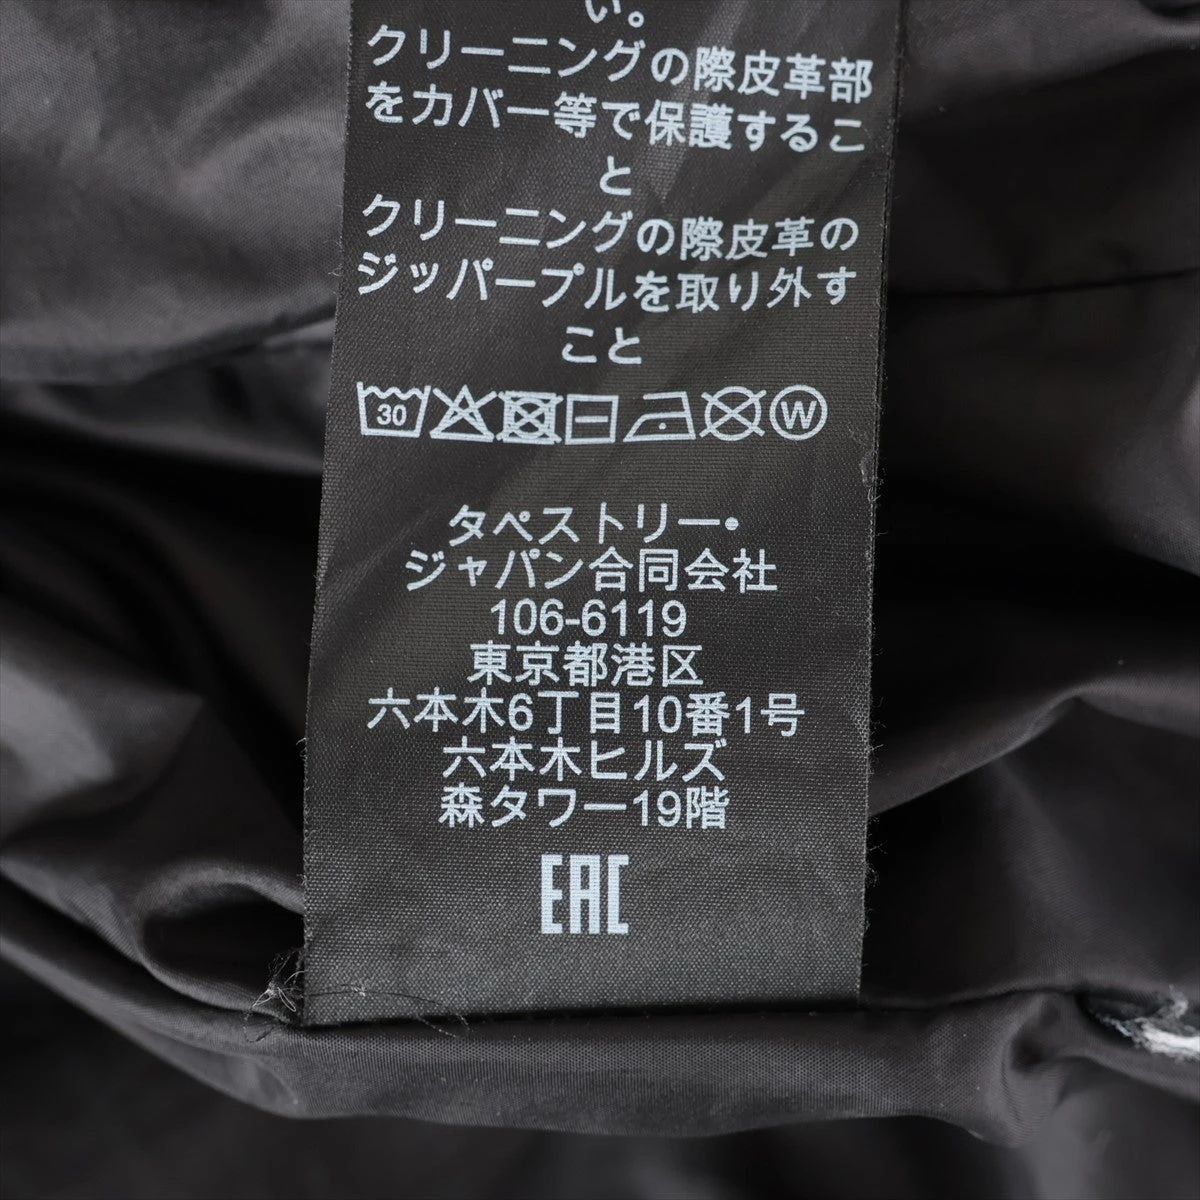 い。
クリーニングの際皮革部
をカバー等で保護するこ
と
クリーニングの際皮革の
ジッパープルを取り外す
こと
30 W
タペストリー・
ジャパン合同会社
106-6119
東京都港区
六本木6丁目10番1号
六本木ヒルズ
森タワー19階
EAC